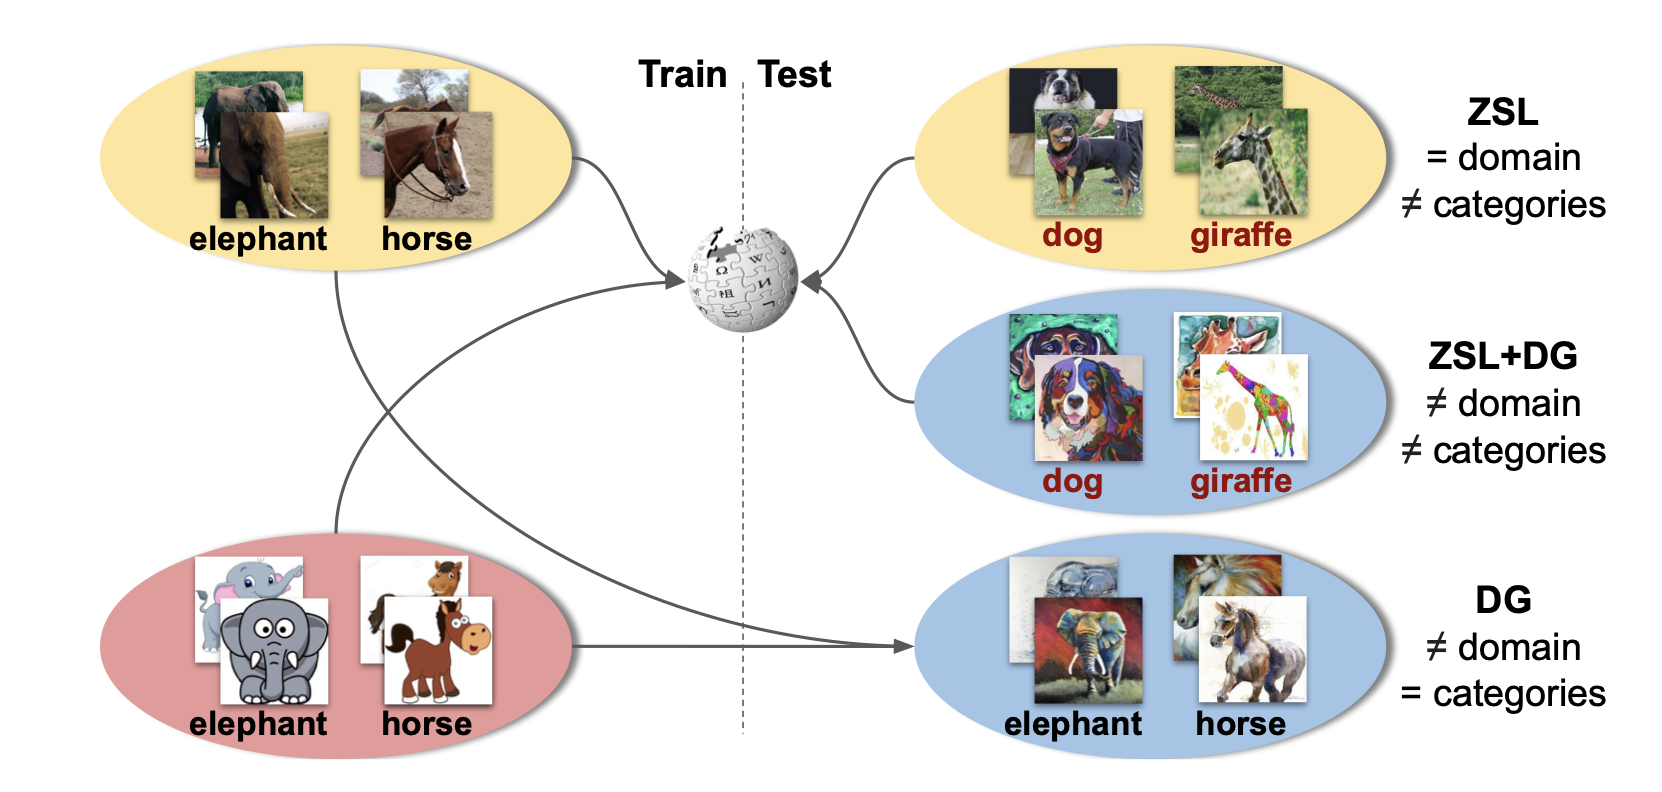 Train
Test
elephant
horse
dog
giraffe
ZSL
= domain
≠ categories
Ω
W
И
祖
dog
giraffe
ZSL+DG
≠ domain
≠ categories
elephant
horse
elephant
horse
DG
≠ domain
= categories